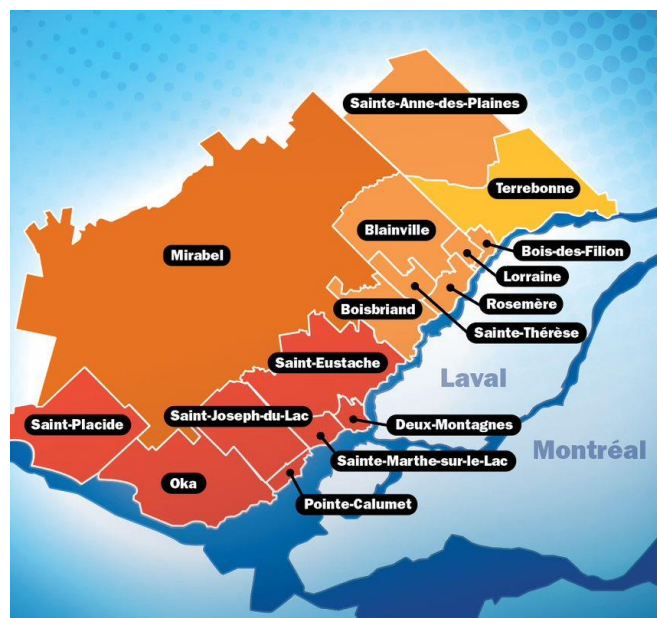 Sainte-Anne-des-Plaines
Terrebonne
Blainville
Bois-des-Filion
Mirabel
Lorraine
Rosemère
Boisbriand
Sainte-Thérèse
Saint-Eustache
Laval
Saint-Joseph-du-Lac
Saint-Placide
Deux-Montagnes
Montréal
Sainte-Marthe-sur-le-Lac
Oka
Pointe-Calumet